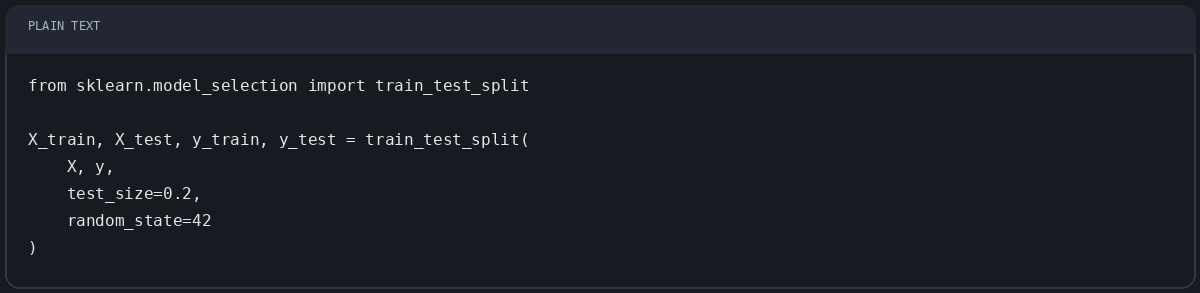 PLAIN TEXT
from sklearn.model_selection import train_test_split
X_train, X_test, y_train, y_test = train_test_split(
    X, y,
    test_size=0.2,
    random_state=42
)